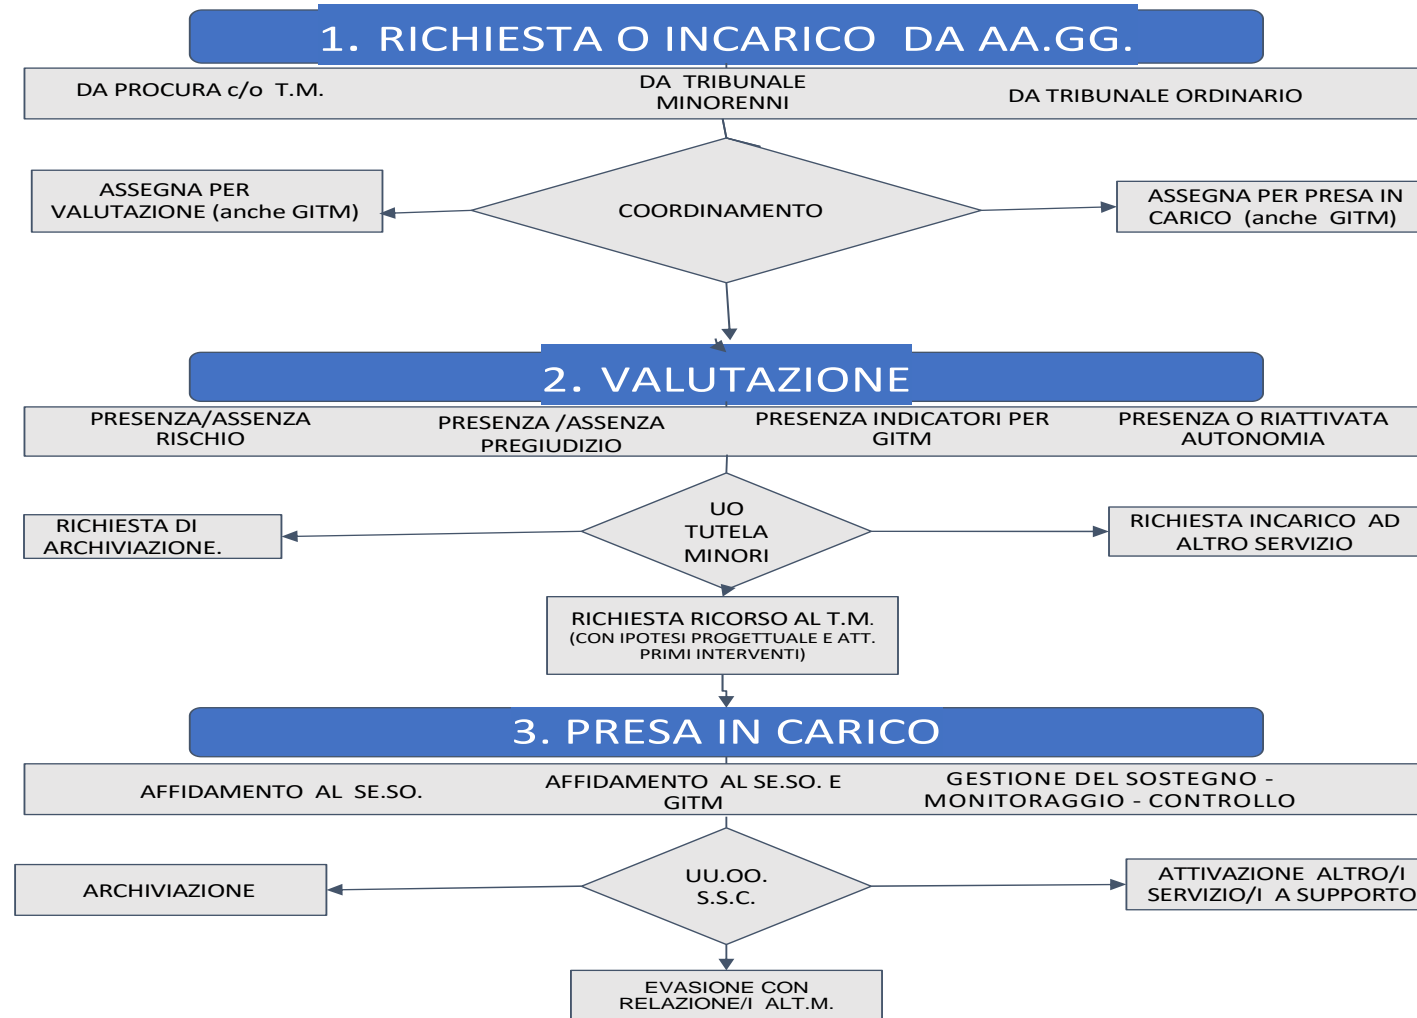 1. RICHIESTA O INCARICO DA AA.GG.
DA PROCURA c/o T.M.
DA TRIBUNALE
MINORENNI
DA TRIBUNALE ORDINARIO
ASSEGNA PER
VALUTAZIONE (anche GITM)
COORDINAMENTO
ASSEGNA PER PRESA IN
CARICO (anche GITM)
2. VALUTAZIONE
PRESENZA/ASSENZA
RISCHIO
PRESENZA /ASSENZA
PREGIUDIZIO
PRESENZA INDICATORI PER
GITM
PRESENZA O RIATTIVATA
AUTONOMIA
RICHIESTA DI
ARCHIVIAZIONE.
UO
TUTELA
MINORI
RICHIESTA INCARICO AD
ALTRO SERVIZIO
RICHIESTA RICORSO AL T.M.
(CON IPOTESI PROGETTUALE E ATT.
PRIMI INTERVENTI)
3. PRESA IN CARICO
AFFIDAMENTO AL SE.SO.
AFFIDAMENTO AL SE.SO. E
GITM
GESTIONE DEL SOSTEGNO -
MONITORAGGIO - CONTROLLO
ARCHIVIAZIONE
UU.OO.
S.S.C.
ATTIVAZIONE ALTRO/I
SERVIZIO/I A SUPPORTO
EVASIONE CON
RELAZIONE/I ALT.M.